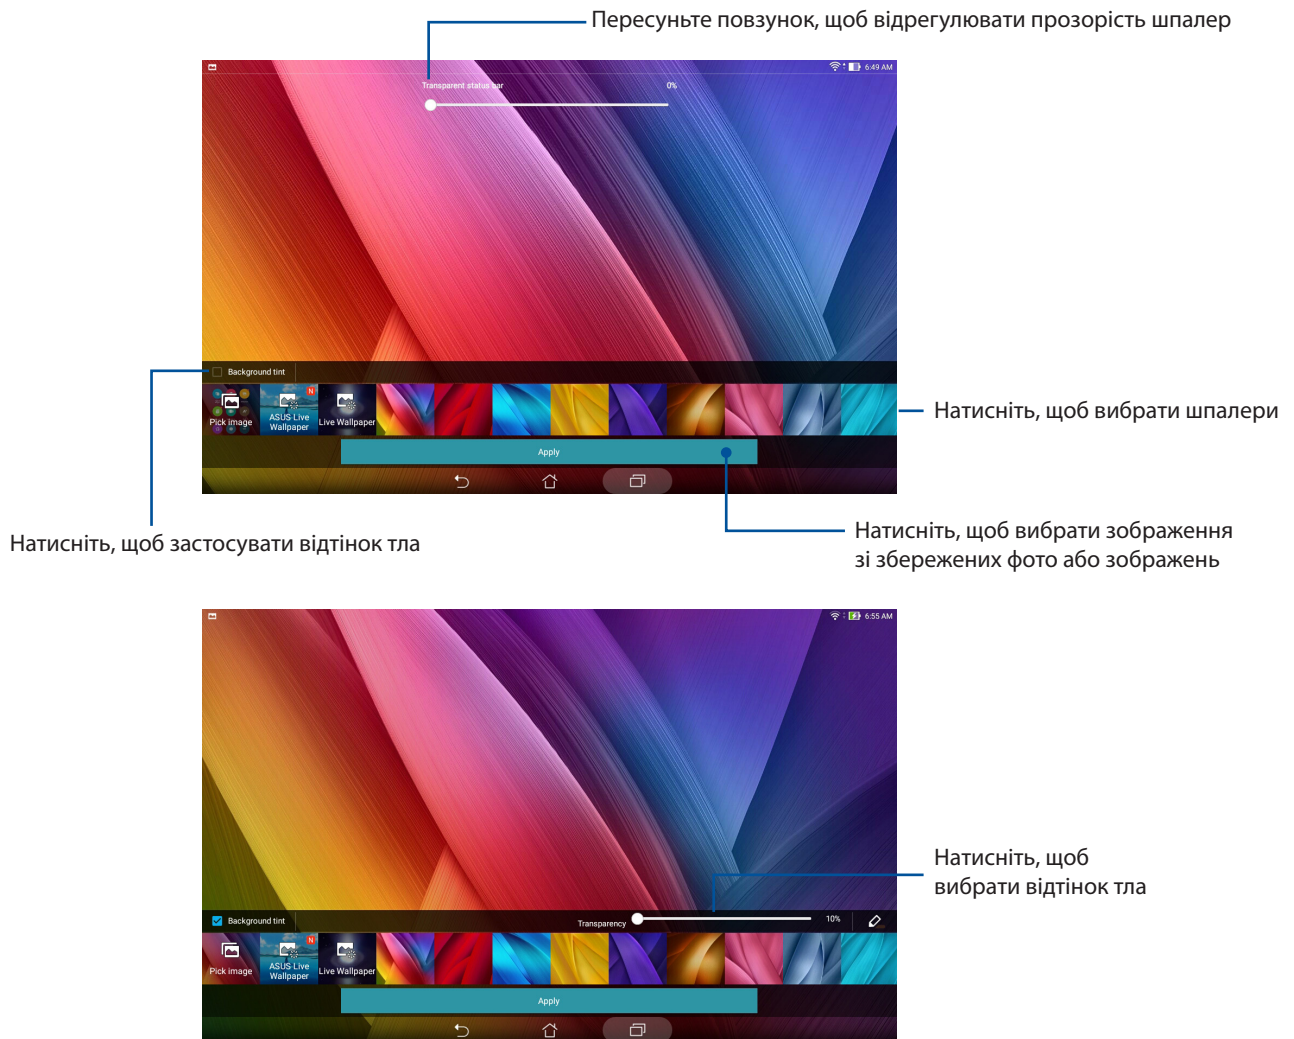 Пересуньте повзунок, щоб відрегулювати прозорість шпалер
6:49 AM
Transparent status bar 0%
Background tint
N
Pick image
ASUS Live
Wallpaper
Live Wallpaper
Натисніть, щоб вибрати шпалери
Apply
Натисніть, щоб застосувати відтінок тла
Натисніть, щоб вибрати зображення
зі збережених фото або зображень
6:55 AM
Натисніть, щоб
вибрати відтінок тла
Background tint
Transparency 10%
N
Pick image
ASUS Live
Wallpaper
Live Wallpaper
Apply